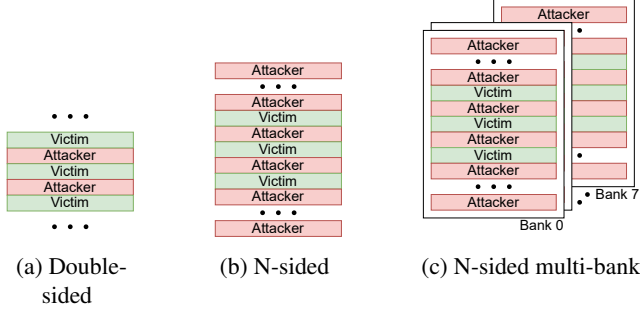 Victim
Attacker
Victim
Attacker
Victim
(a) Double-
sided
Attacker
Attacker
Victim
Attacker
Victim
Attacker
Victim
Attacker
Attacker
(b) N-sided
Attacker
Attacker
Attacker
Victim
Attacker
Victim
Attacker
Victim
Attacker
Attacker
Bank 7
Bank 0
(c) N-sided multi-bank